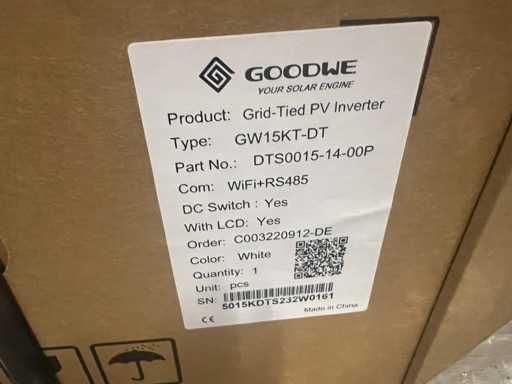 GOODWE
YOUR SOLAR ENGINE
Product: Grid-Tied PV Inverter
Type: GW15KT-DT
Part No.: DTS0015-14-00P
Com: WiFi+RS485
DC Switch : Yes
With LCD: Yes
Order: C003220912-DE
Color: White
Quantity: 1
Unit: pcs
SN: 5015KDTS232W0161
CE Made in China